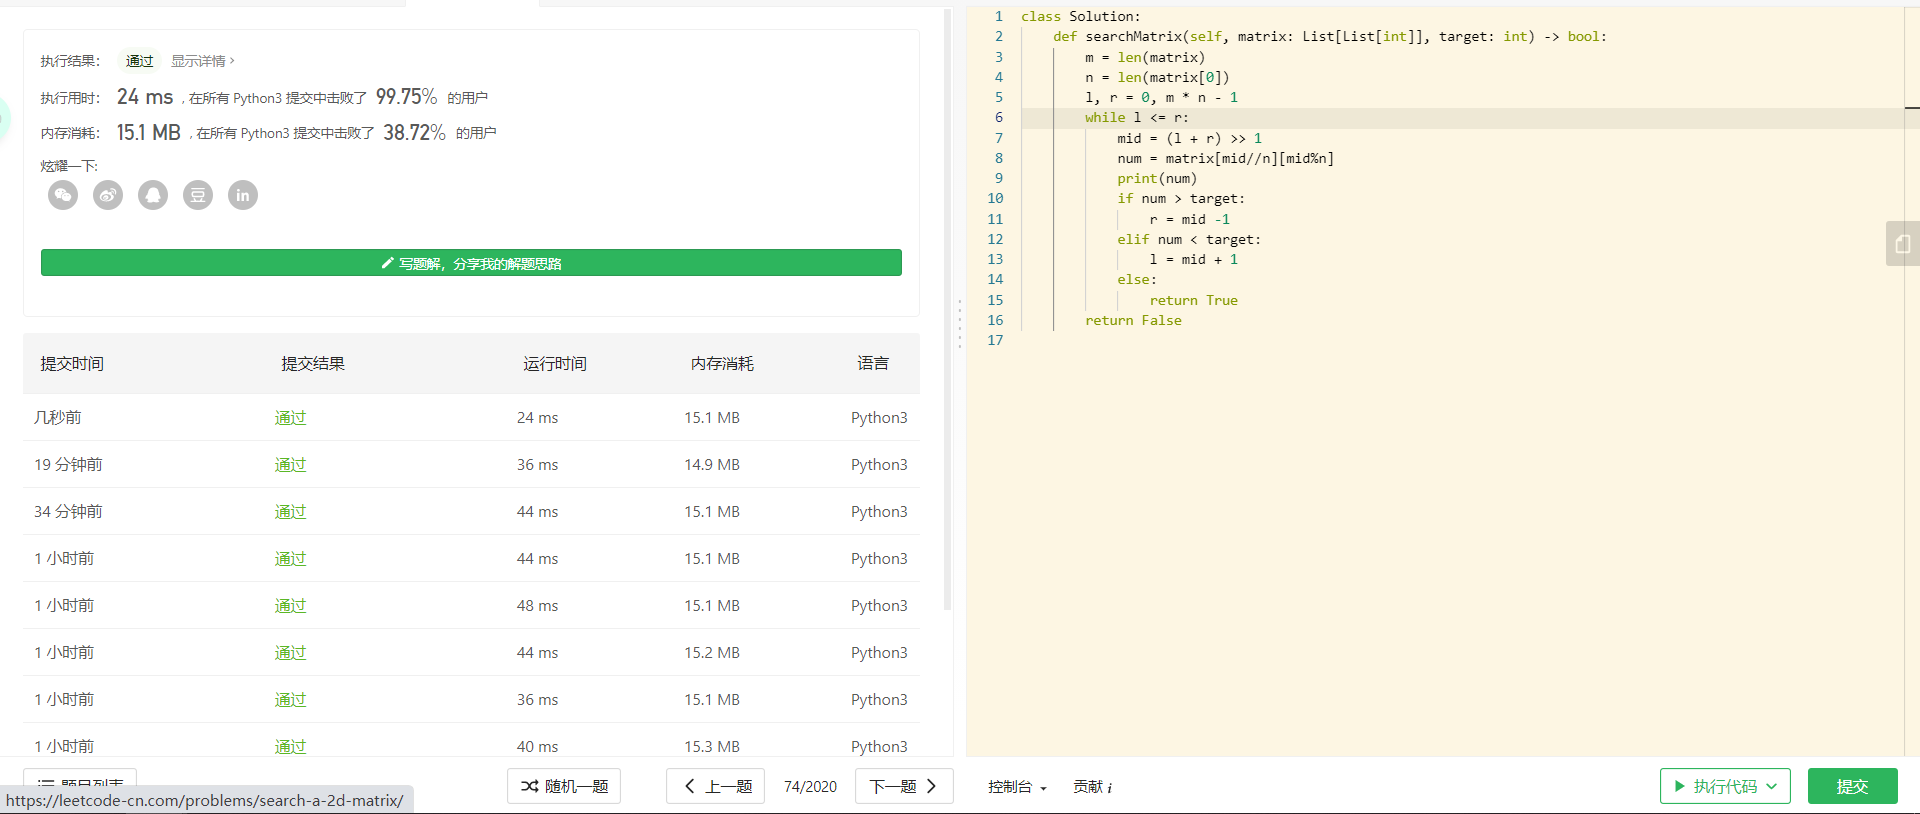 执行结果： 通过 显示详情 ›
执行用时： 24 ms , 在所有 Python3 提交中击败了 99.75% 的用户
内存消耗： 15.1 MB , 在所有 Python3 提交中击败了 38.72% 的用户
炫耀一下:
豆 in
写题解，分享我的解题思路
提交时间 提交结果 运行时间 内存消耗 语言
几秒前 通过 24 ms 15.1 MB Python3
19 分钟前 通过 36 ms 14.9 MB Python3
34 分钟前 通过 44 ms 15.1 MB Python3
1 小时前 通过 44 ms 15.1 MB Python3
1 小时前 通过 48 ms 15.1 MB Python3
1 小时前 通过 44 ms 15.2 MB Python3
1 小时前 通过 36 ms 15.1 MB Python3
1 小时前 通过 40 ms 15.3 MB Python3
题目列表 随机一题 上一题 74/2020 下一题
https://leetcode-cn.com/problems/search-a-2d-matrix/
1 class Solution:
2     def searchMatrix(self, matrix: List[List[int]], target: int) -> bool:
3         m = len(matrix)
4         n = len(matrix[0])
5         l, r = 0, m * n - 1
6         while l <= r:
7             mid = (l + r) >> 1
8             num = matrix[mid//n][mid%n]
9             print(num)
10             if num > target:
11                 r = mid -1
12             elif num < target:
13                 l = mid + 1
14             else:
15                 return True
16         return False
17
控制台 贡献 i 执行代码 提交